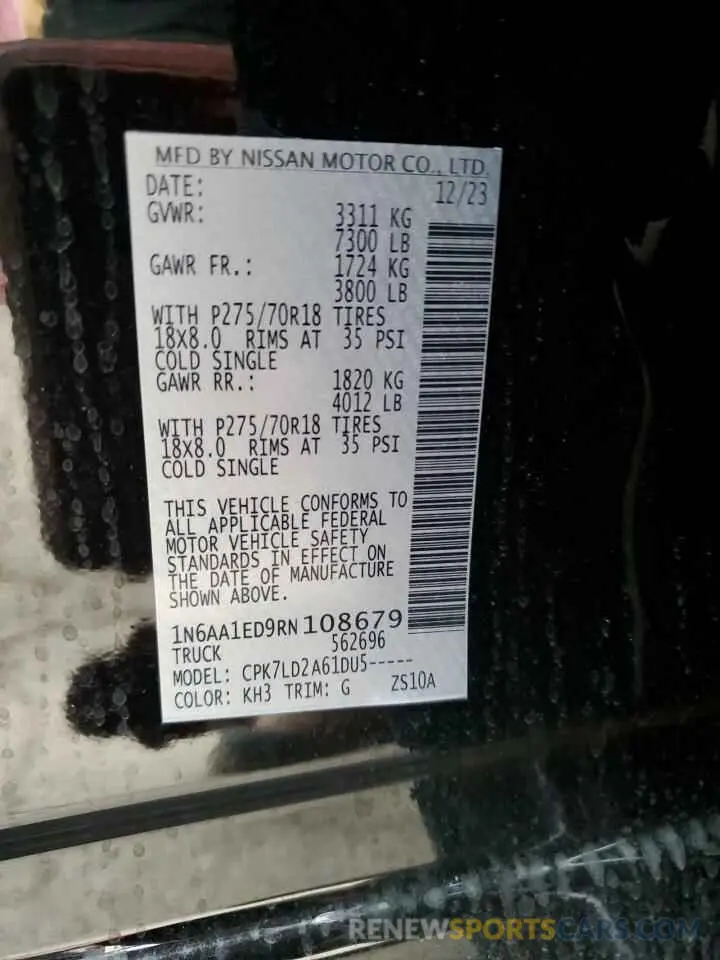 MFD BY NISSAN MOTOR CO., LTD.
DATE: 12/23
GVWR: 3311 KG
7300 LB
GAWR FR.: 1724 KG
3800 LB
WITH P275/70R18 TIRES
18X8.0 RIMS AT 35 PSI
COLD SINGLE
GAWR RR.: 1820 KG
4012 LB
WITH P275/70R18 TIRES
18X8.0 RIMS AT 35 PSI
COLD SINGLE
THIS VEHICLE CONFORMS TO
ALL APPLICABLE FEDERAL
MOTOR VEHICLE SAFETY
STANDARDS IN EFFECT ON
THE DATE OF MANUFACTURE
SHOWN ABOVE.
1N6AA1ED9RN108679
TRUCK 562696
MODEL: CPK7LD2A61DU5-----
COLOR: KH3 TRIM: G ZS10A
RENEWSPORTSCARS.COM